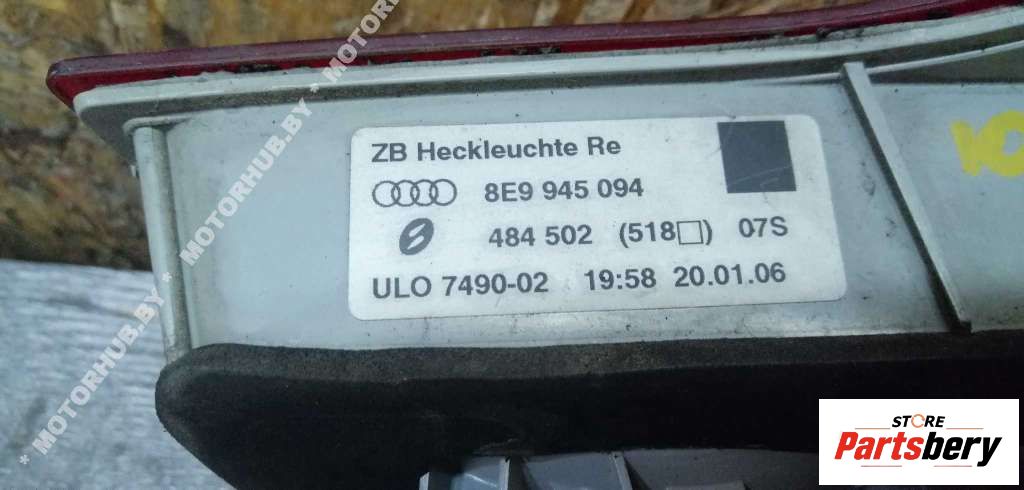 ZB Heckleuchte Re
8E9 945 094
484 502 (518□) 07S
ULO 7490-02 19:58 20.01.06
* MOTORHUB.BY * MOTORHUB.BY * MOTORHUB.BY
STORE
Partsbery